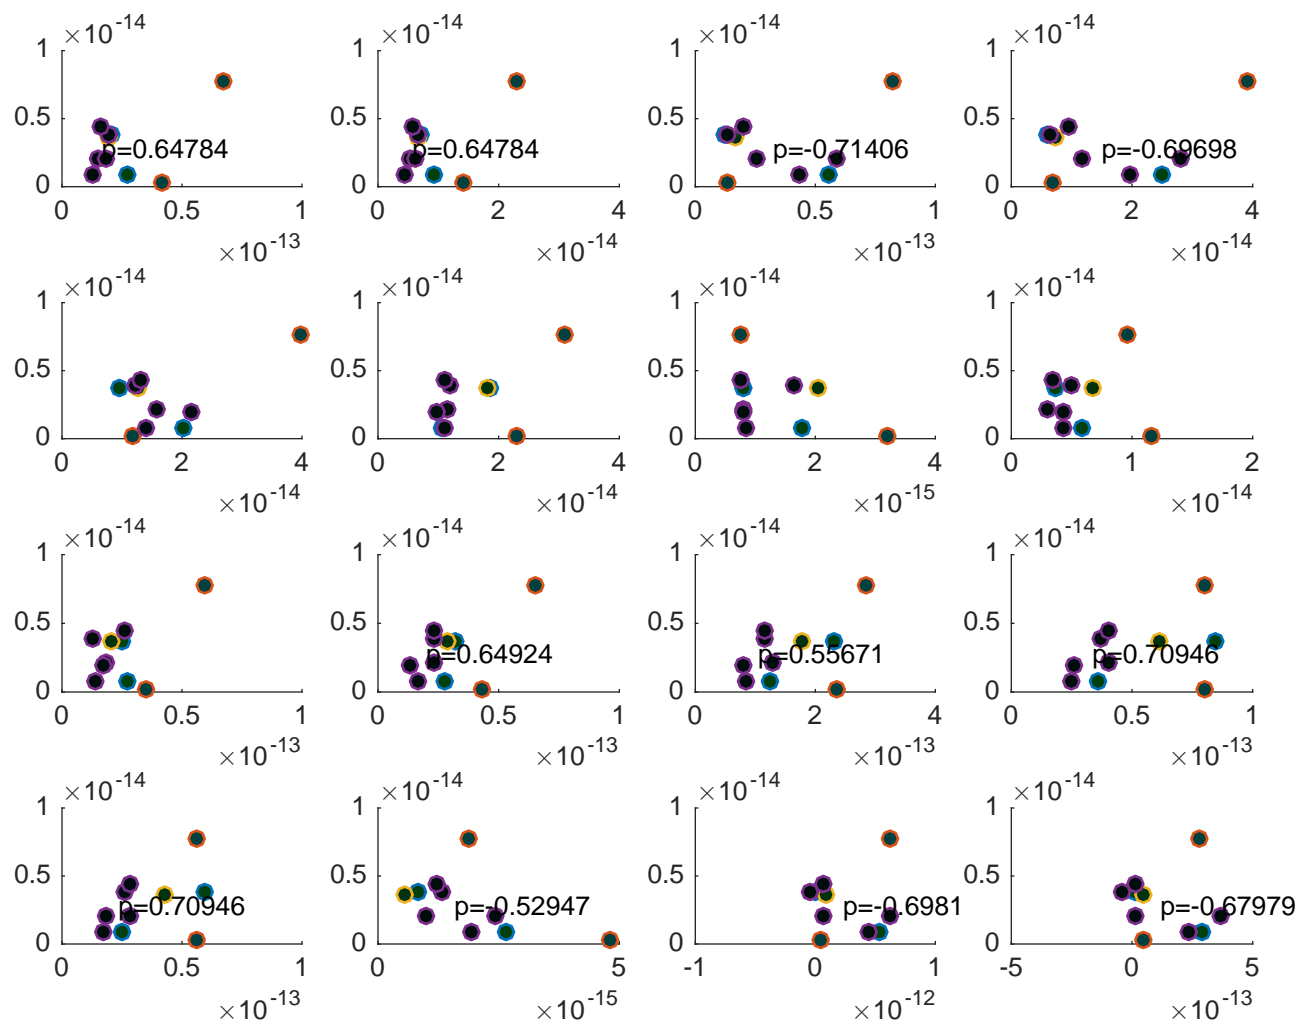 ×10-14 ×10-14 ×10-14 ×10-14
1 1 1 1
0.5 0.5 0.5 0.5
p=0.64784 p=0.64784 p=-0.71406 p=-0.69698
0 0 0 0
0 0.5 1 0 2 4 0 0.5 1 0 2 4
×10-13 ×10-14 ×10-13 ×10-14
×10-14 ×10-14 ×10-14 ×10-14
1 1 1 1
0.5 0.5 0.5 0.5
0 0 0 0
0 2 4 0 2 4 0 2 4 0 1 2
×10-14 ×10-14 ×10-15 ×10-14
×10-14 ×10-14 ×10-14 ×10-14
1 1 1 1
0.5 0.5 0.5 0.5
p=0.64924 p=0.55671 p=0.70946
0 0 0 0
0 0.5 1 0 0.5 1 0 2 4 0 0.5 1
×10-13 ×10-13 ×10-13 ×10-13
×10-14 ×10-14 ×10-14 ×10-14
1 1 1 1
0.5 0.5 0.5 0.5
p=0.70946 p=-0.52947 p=-0.6981 p=-0.67979
0 0 0 0
0 0.5 1 0 5 -1 0 1 -5 0 5
×10-13 ×10-15 ×10-12 ×10-13